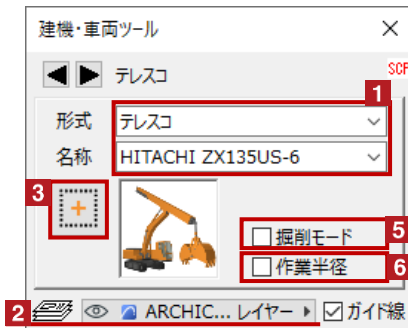 建機・車両ツール
テレスコ
SCF
1
形式 テレスコ
名称 HITACHI ZX135US-6
3
掘削モード 5
作業半径 6
2 ARCHIC... レイヤー ガイド線